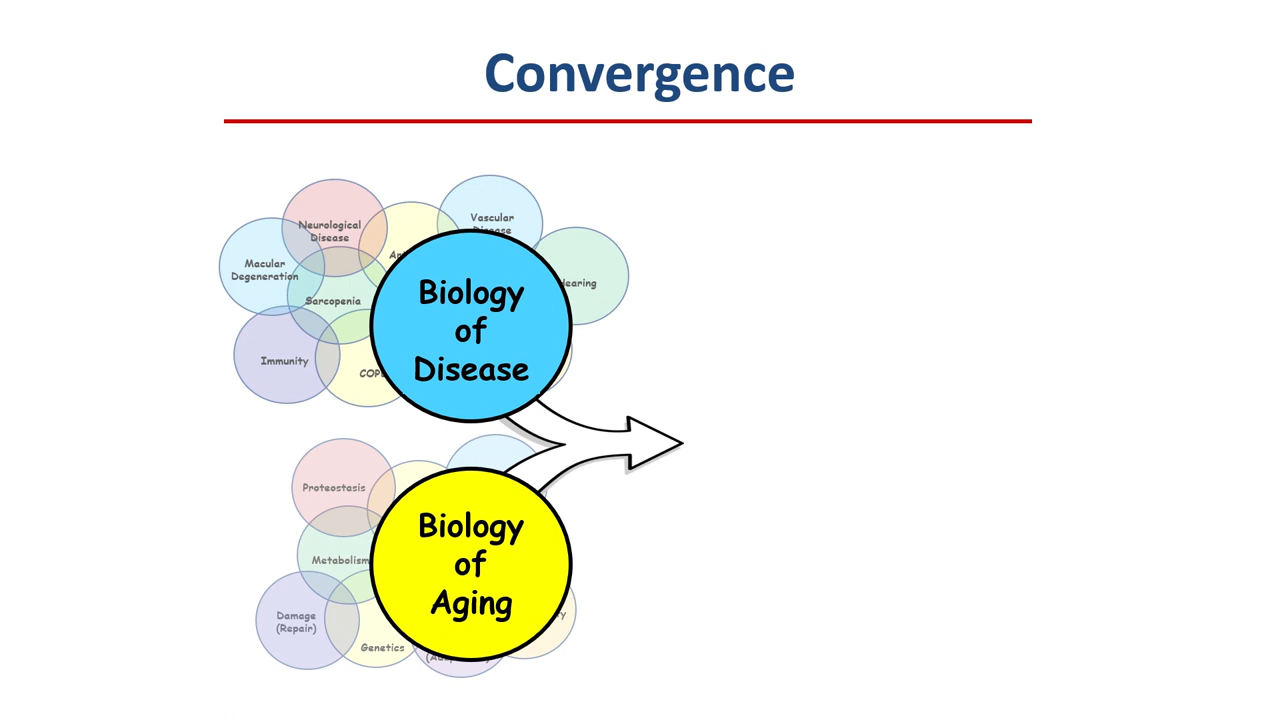 Convergence
Neurological
Disease
Vascular
Disease
Macular
Degeneration
Sarcopenia
Immunity
Biology
of
Disease
Proteostasis
Metabolism
Damage
(Repair)
Genetics
Biology
of
Aging